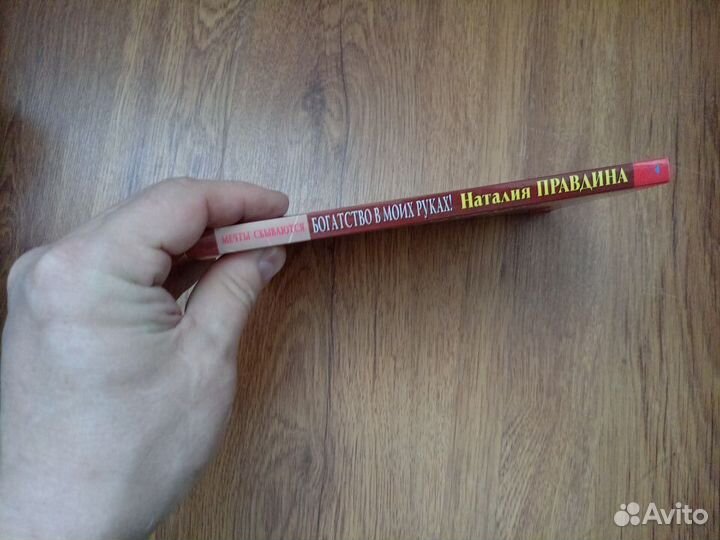 МЕЧТЫ СБЫВАЮТСЯ БОГАТСТВО В МОИХ РУКАХ! Наталия ПРАВДИНА
Avito